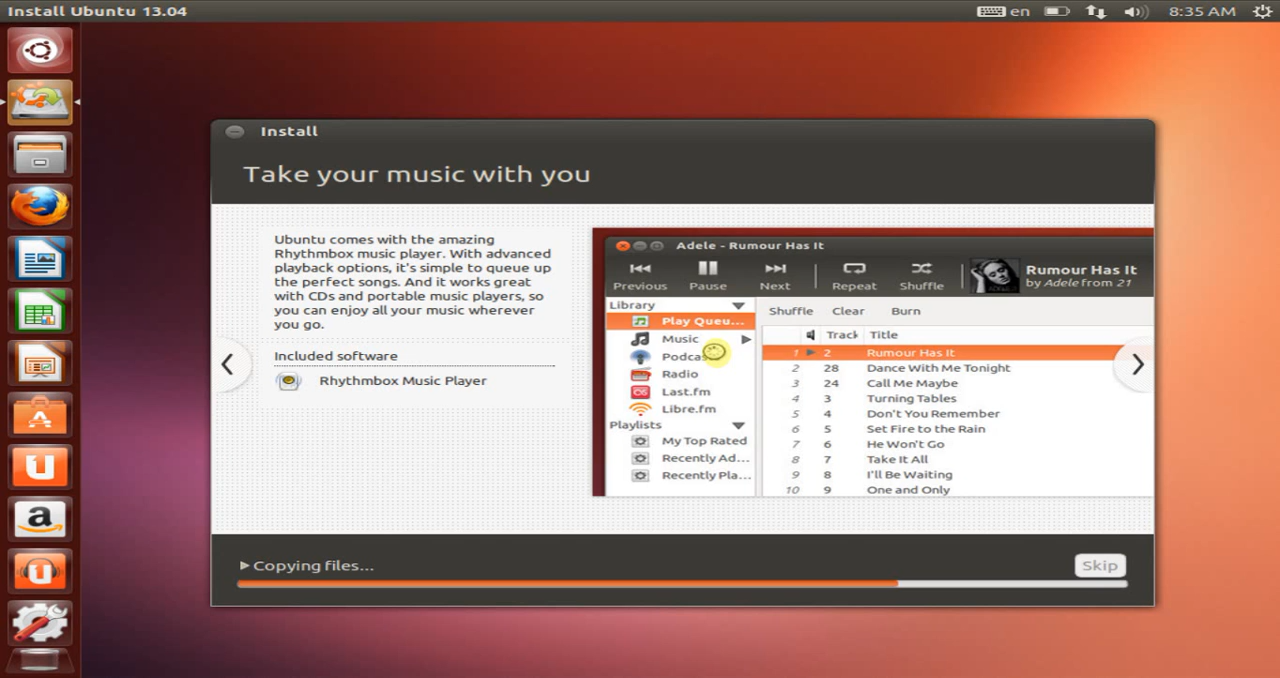 Install Ubuntu 13.04
en
8:35 AM
Install
Take your music with you
Ubuntu comes with the amazing
Rhythmbox music player. With advanced
playback options, it's simple to queue up
the perfect songs. And it works great
with CDs and portable music players, so
you can enjoy all your music wherever
you go.
Included software
Rhythmbox Music Player
Adele - Rumour Has It
Previous Pause Next Repeat Shuffle
Rumour Has It
by Adele from 21
Library
Play Queu...
Music
Podcas
Radio
Last.fm
Libre.fm
Playlists
My Top Rated
Recently Ad...
Recently Pla...
Shuffle Clear Burn
Track Title
1 2 Rumour Has It
2 28 Dance With Me Tonight
3 24 Call Me Maybe
4 3 Turning Tables
5 4 Don't You Remember
6 5 Set Fire to the Rain
7 6 He Won't Go
8 7 Take It All
9 8 I'll Be Waiting
10 9 One and Only
Copying files...
Skip